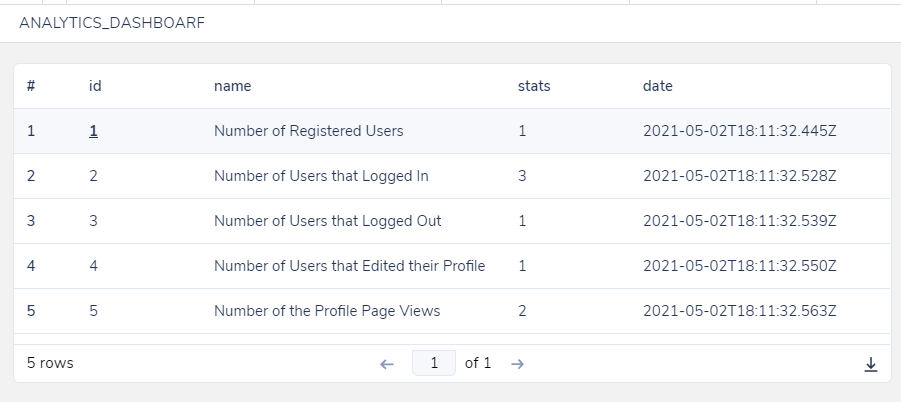 ANALYTICS_DASHBOARF
# id name stats date
1 1 Number of Registered Users 1 2021-05-02T18:11:32.445Z
2 2 Number of Users that Logged In 3 2021-05-02T18:11:32.528Z
3 3 Number of Users that Logged Out 1 2021-05-02T18:11:32.539Z
4 4 Number of Users that Edited their Profile 1 2021-05-02T18:11:32.550Z
5 5 Number of the Profile Page Views 2 2021-05-02T18:11:32.563Z
5 rows 1 of 1